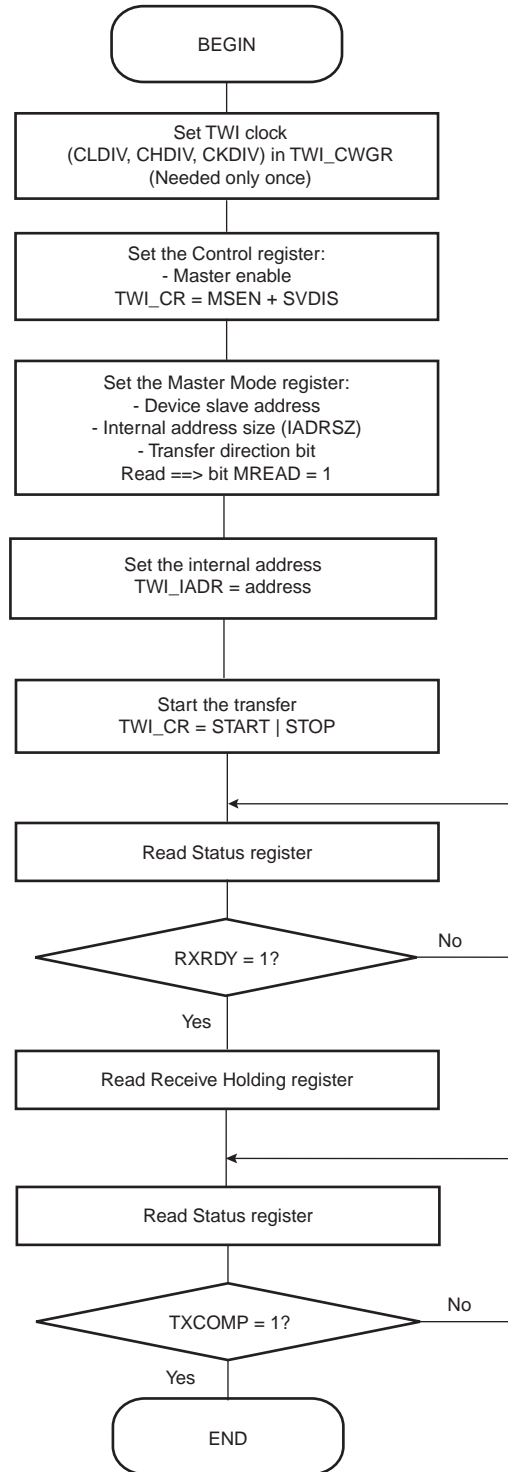 BEGIN
Set TWI clock
(CLDIV, CHDIV, CKDIV) in TWI_CWGR
(Needed only once)
Set the Control register:
- Master enable
TWI_CR = MSEN + SVDIS
Set the Master Mode register:
- Device slave address
- Internal address size (IADRSZ)
- Transfer direction bit
Read ==> bit MREAD = 1
Set the internal address
TWI_IADR = address
Start the transfer
TWI_CR = START | STOP
Read Status register
RXRDY = 1?
No
Yes
Read Receive Holding register
Read Status register
TXCOMP = 1?
No
Yes
END